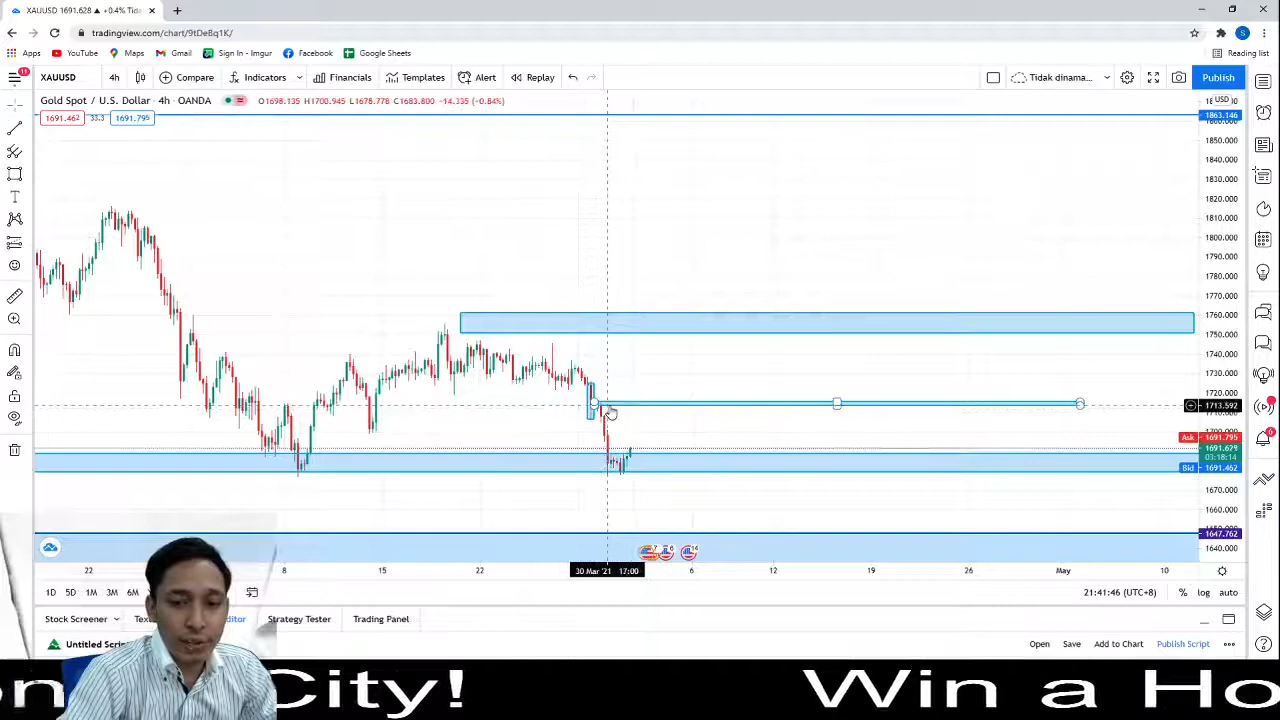 XAUUSD 1691.628 ▲ +0.4% Tida
tradingview.com/chart/9tDeBq1K/
Apps YouTube Maps Gmail Sign In - Imgur Facebook Google Sheets Reading list
11 XAUUSD 4h Compare Indicators Financials Templates Alert Replay Tidak dinama... Publish
Gold Spot / U.S. Dollar · 4h · OANDA O1698.135 H1700.945 L1678.778 C1683.800 −14.335 (−0.84%)
USD
1691.462 33.3 1691.795
1863.146
1850.000
1840.000
1830.000
1820.000
1810.000
1800.000
1790.000
1780.000
1770.000
1760.000
1750.000
1740.000
1730.000
1720.000
1713.592
Ask 1691.795
1691.629
03:18:14
Bid 1691.462
1670.000
1660.000
1647.762
1640.000
22 8 15 22 30 Mar '21 17:00 6 12 19 26 May 10
1D 5D 1M 3M 6M 21:41:46 (UTC+8) % log auto
Stock Screener Strategy Tester Trading Panel
Open Save Add to Chart Publish Script
City! Win a Ho